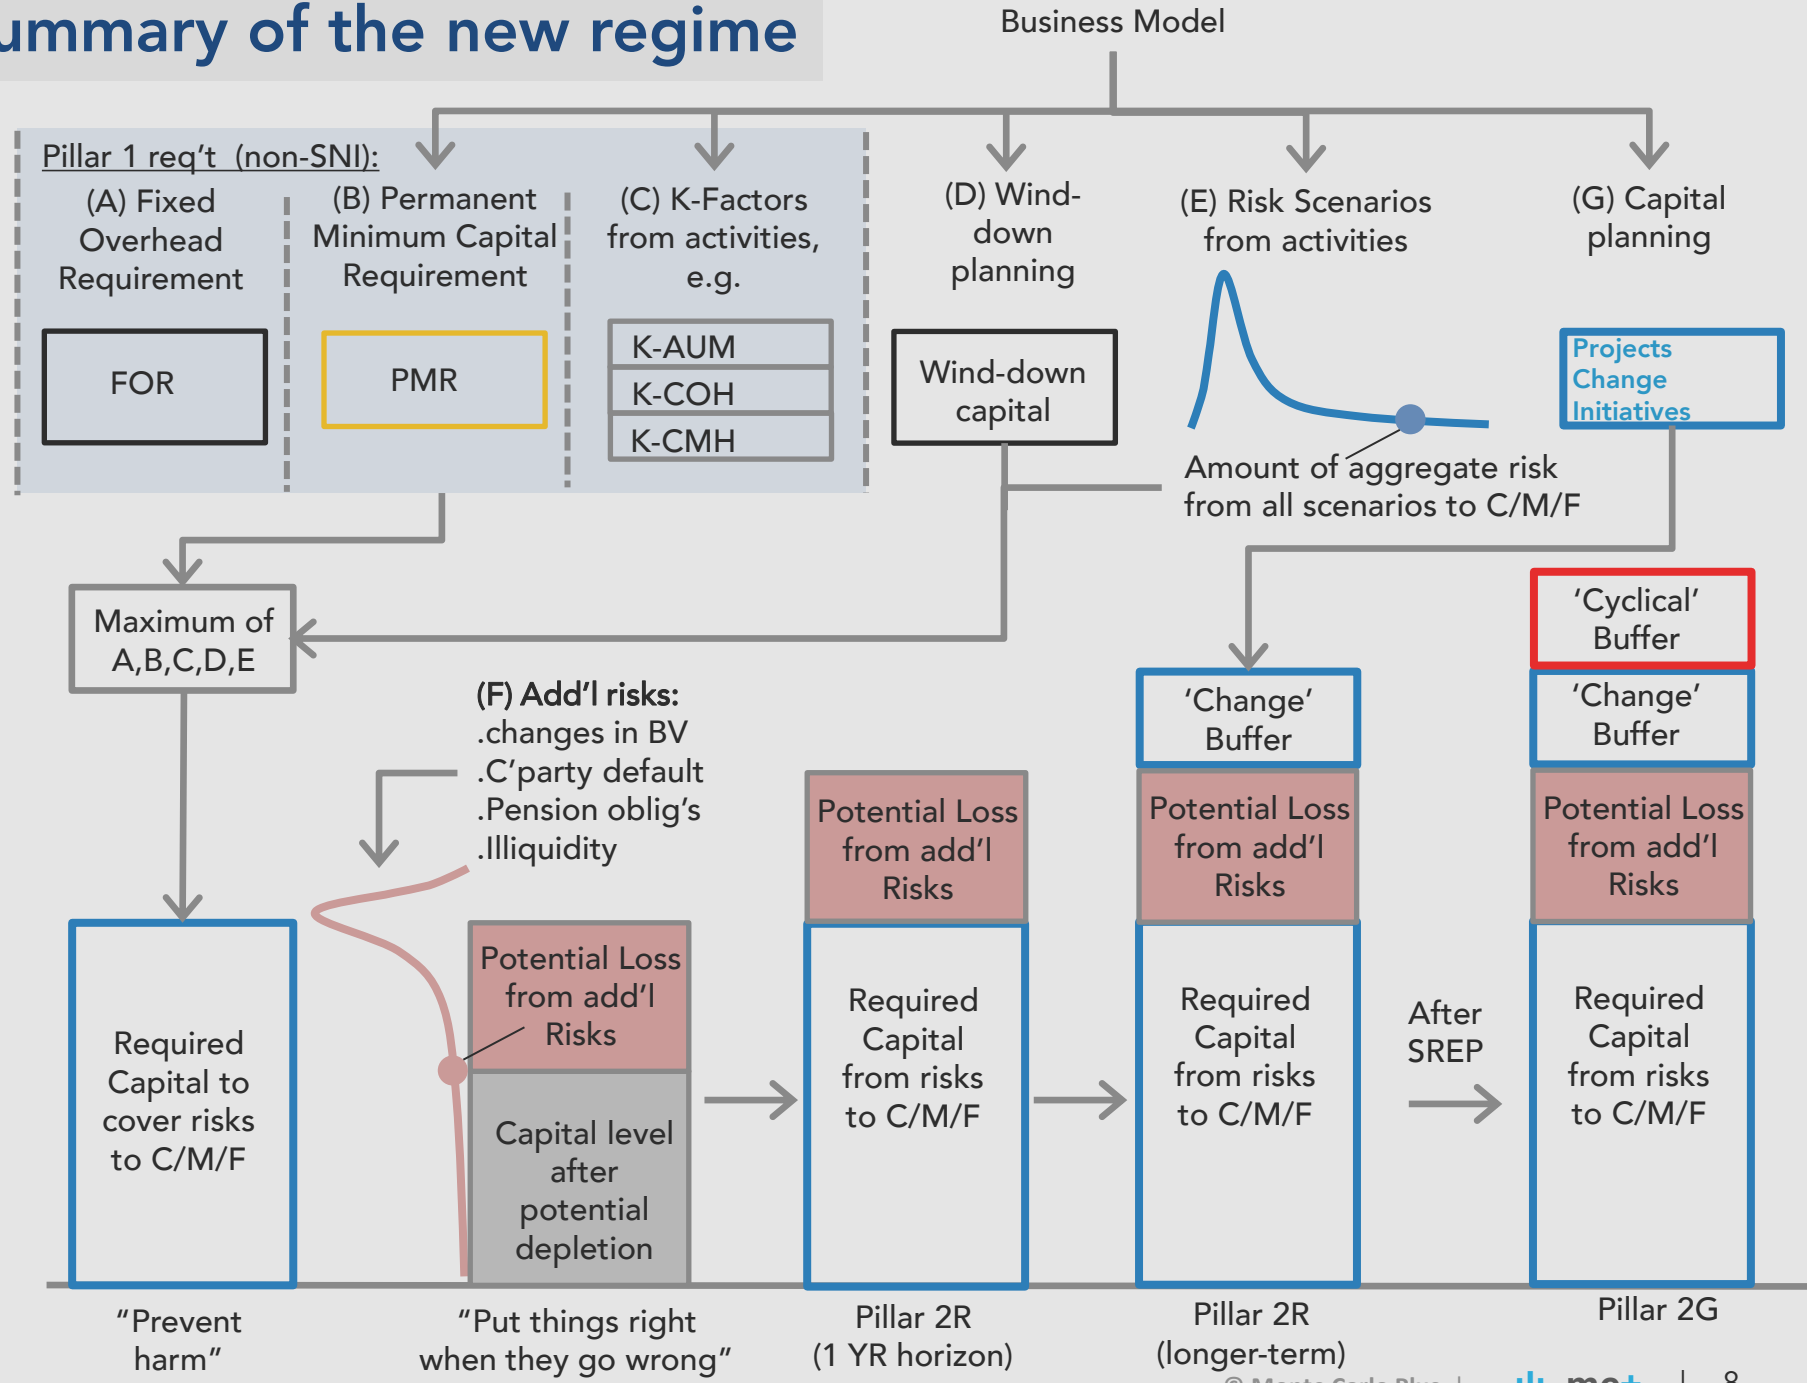 ummary of the new regime
Business Model
Pillar 1 req't (non-SNI):
(A) Fixed
Overhead
Requirement
(B) Permanent
Minimum Capital
Requirement
(C) K-Factors
from activities,
e.g.
(D) Wind-
down
planning
(E) Risk Scenarios
from activities
(G) Capital
planning
FOR
PMR
K-AUM
K-COH
K-CMH
Wind-down
capital
Projects
Change
Initiatives
Amount of aggregate risk
from all scenarios to C/M/F
Maximum of
A,B,C,D,E
(F) Add'l risks:
.changes in BV
.C'party default
.Pension oblig's
.Illiquidity
'Cyclical'
Buffer
'Change'
Buffer
'Change'
Buffer
Potential Loss
from add'l
Risks
Potential Loss
from add'l
Risks
Potential Loss
from add'l
Risks
Potential Loss
from add'l
Risks
Required
Capital to
cover risks
to C/M/F
Capital level
after
potential
depletion
Required
Capital
from risks
to C/M/F
Required
Capital
from risks
to C/M/F
After
SREP
Required
Capital
from risks
to C/M/F
"Prevent
harm"
"Put things right
when they go wrong"
Pillar 2R
(1 YR horizon)
Pillar 2R
(longer-term)
Pillar 2G
© Monte Carlo Plus | mc+ | 8